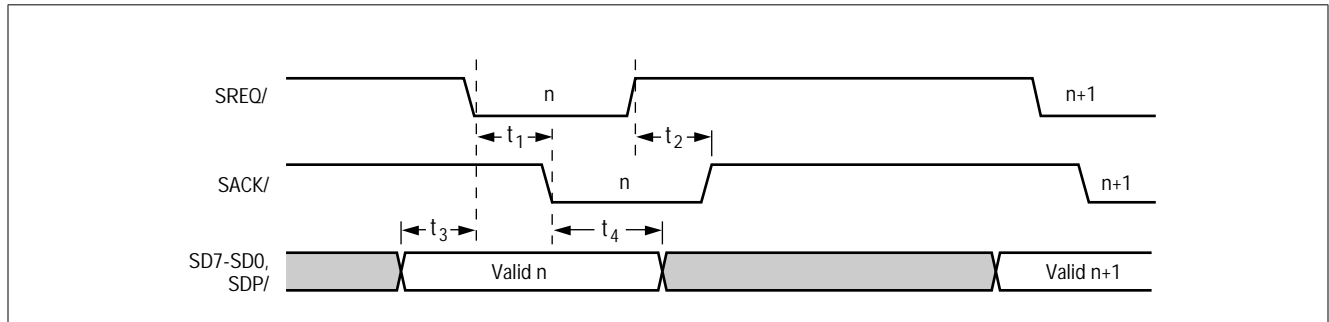 SREQ/
n
n+1
t1
t2
SACK/
n
n+1
t3
t4
SD7-SD0,
SDP/
Valid n
Valid n+1